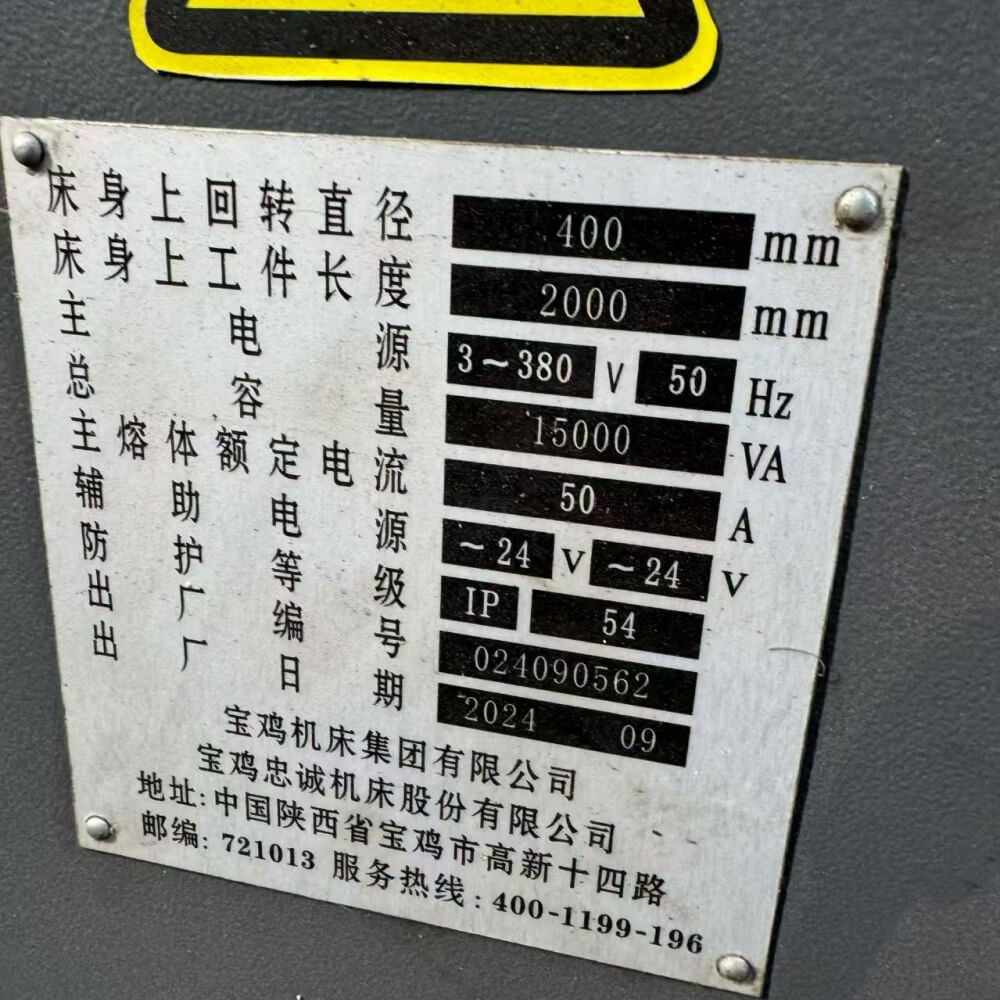 床身上回转直径 400 mm
床身上工件长度 2000 mm
主电源 3~380 V 50 Hz
总容量 15000 VA
主熔体额定电流 50 A
辅助电源 ~24 V ~24 V
防护等级 IP 54
出厂编号 024090562
出厂日期 2024 09
宝鸡机床集团有限公司
宝鸡忠诚机床股份有限公司
地址:中国陕西省宝鸡市高新十四路
邮编: 721013 服务热线: 400-1199-196